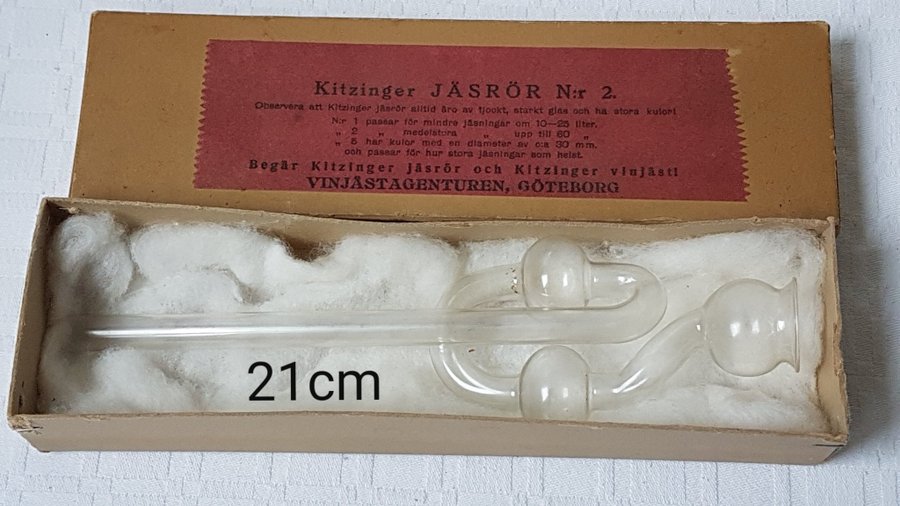 Kitzinger JÄSRÖR N:r 2.
Observera att Kitzinger jäsrör alltid äro av tjockt, starkt glas och ha stora kulor!
N:r 1 passar för mindre jäsningar om 10—25 liter.
„ 2 „ „ medelstora „ upp till 60 „
„ 5 har kulor med en diameter av c:a 30 mm.
och passar för hur stora jäsningar som helst.
Begär Kitzinger jäsrör och Kitzinger vinjäst!
VINJÄSTAGENTUREN, GÖTEBORG
21cm